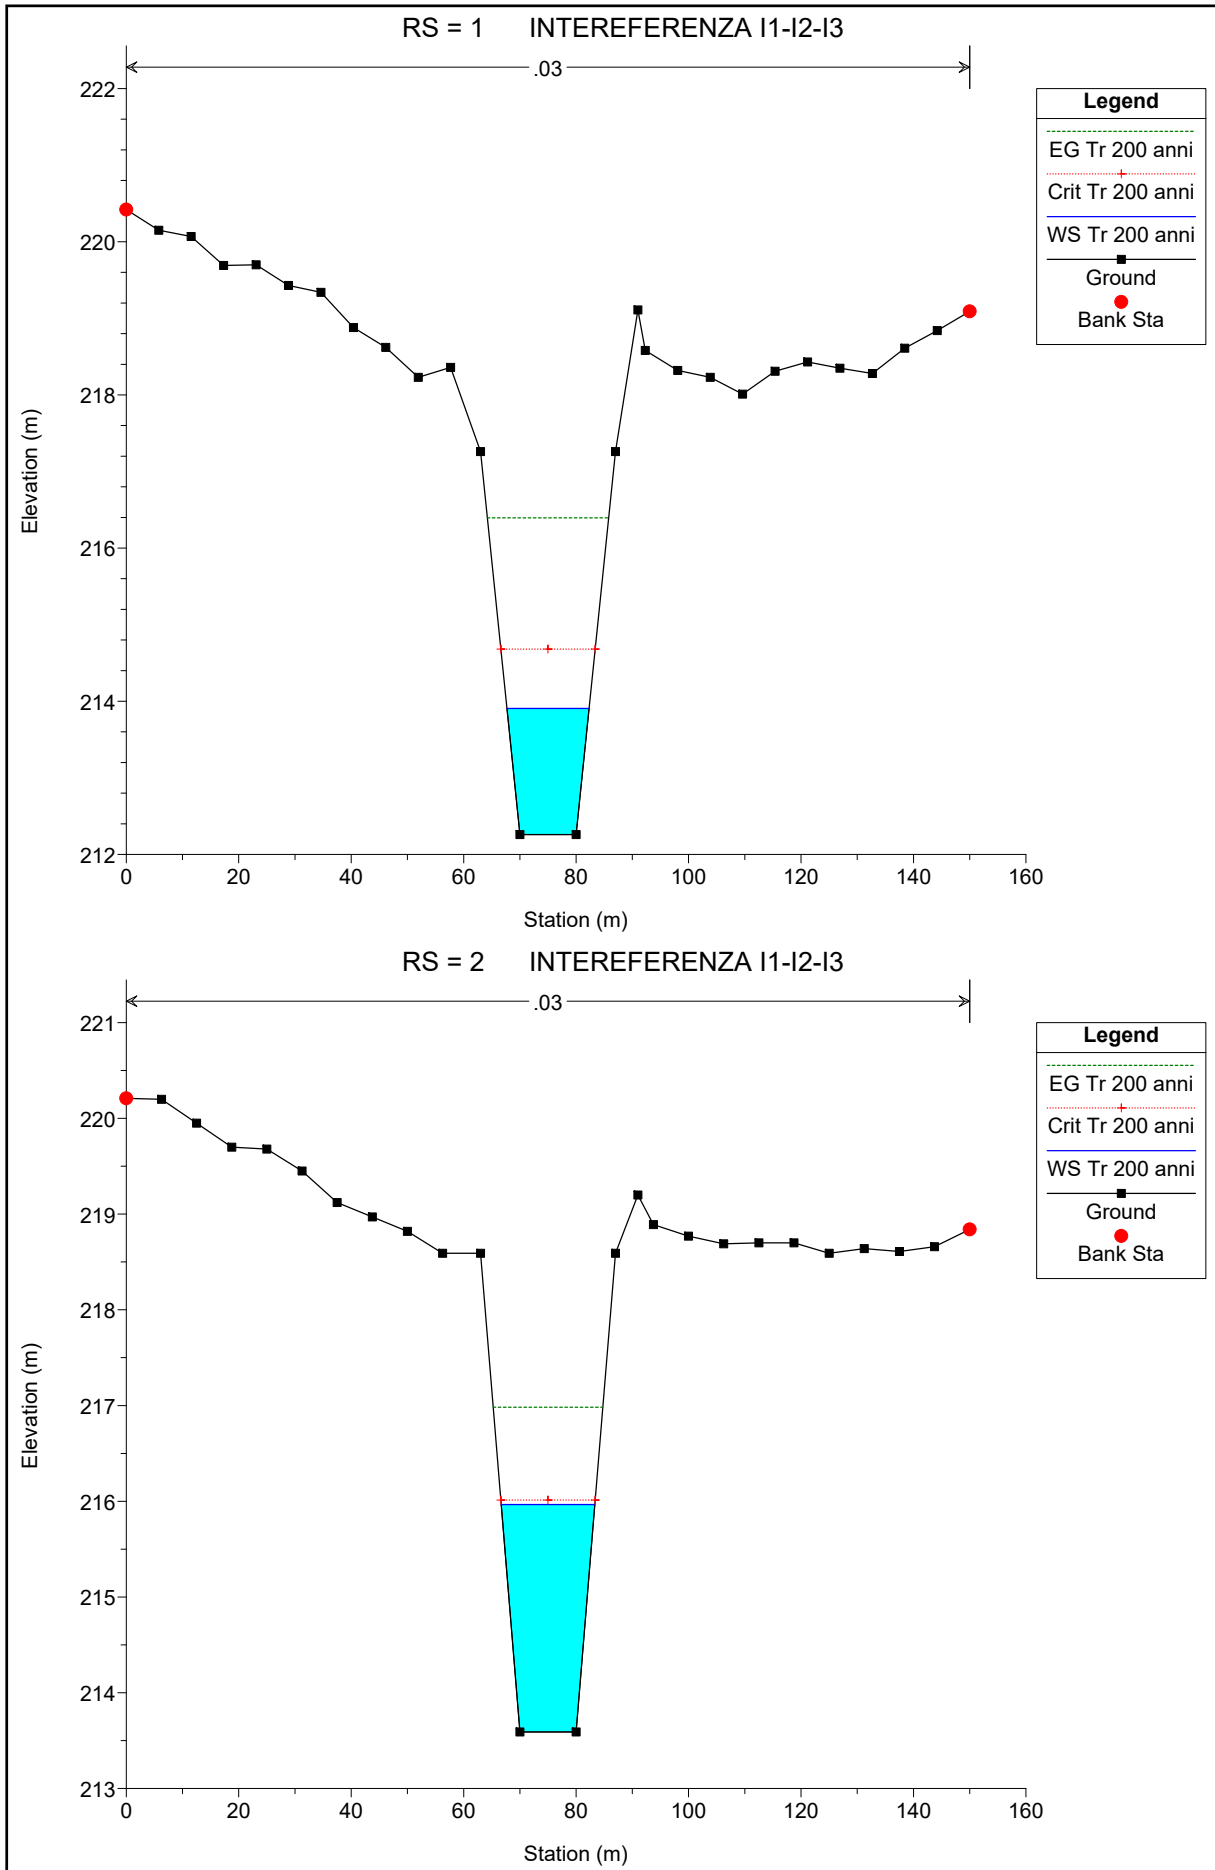 RS = 1 INTEREFERENZA I1-I2-I3
.03
222
220
218
216
214
212
Elevation (m)
0 20 40 60 80 100 120 140 160
Station (m)
Legend
EG Tr 200 anni
Crit Tr 200 anni
WS Tr 200 anni
Ground
Bank Sta
RS = 2 INTEREFERENZA I1-I2-I3
.03
221
220
219
218
217
216
215
214
213
Elevation (m)
0 20 40 60 80 100 120 140 160
Station (m)
Legend
EG Tr 200 anni
Crit Tr 200 anni
WS Tr 200 anni
Ground
Bank Sta